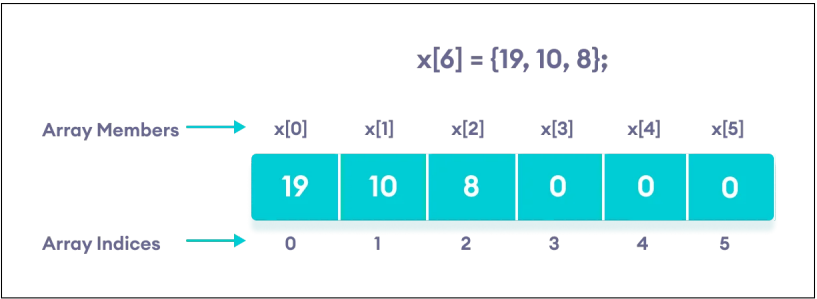 x[6] = {19, 10, 8};
Array Members x[0] x[1] x[2] x[3] x[4] x[5]
19 10 8 0 0 0
Array Indices 0 1 2 3 4 5